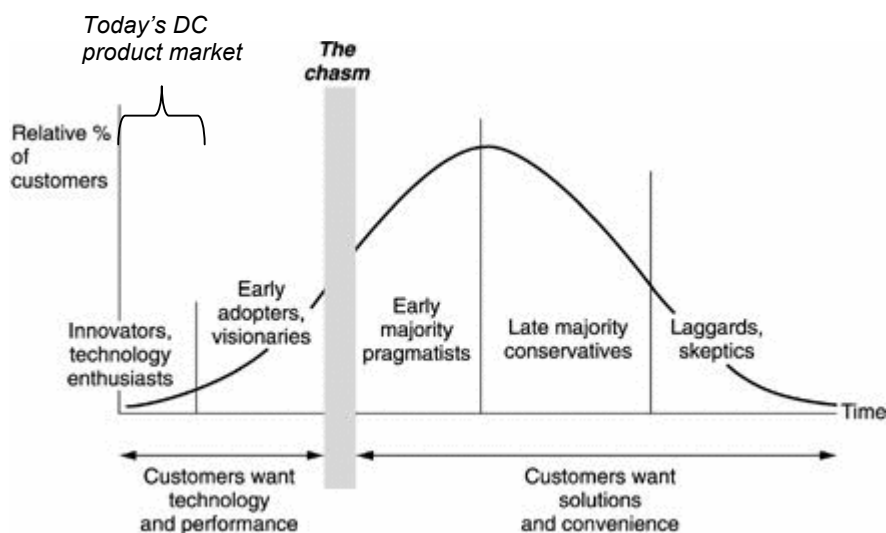 Today's DC
product market
The
chasm
Relative %
of
customers
Innovators,
technology
enthusiasts
Early
adopters,
visionaries
Early
majority
pragmatists
Late majority
conservatives
Laggards,
skeptics
Time
Customers want
technology
and performance
Customers want
solutions
and convenience